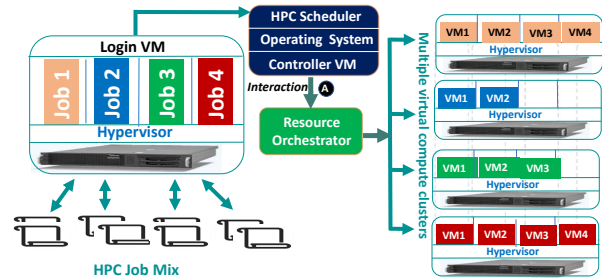 Login VM
Job 1
Job 2
Job 3
Job 4
Hypervisor
HPC Job Mix
HPC Scheduler
Operating System
Controller VM
Interaction A
Resource
Orchestrator
Multiple virtual compute clusters
VM1 VM2 VM3 VM4
Hypervisor
VM1 VM2
Hypervisor
VM1 VM2 VM3
Hypervisor
VM1 VM2 VM3 VM4
Hypervisor